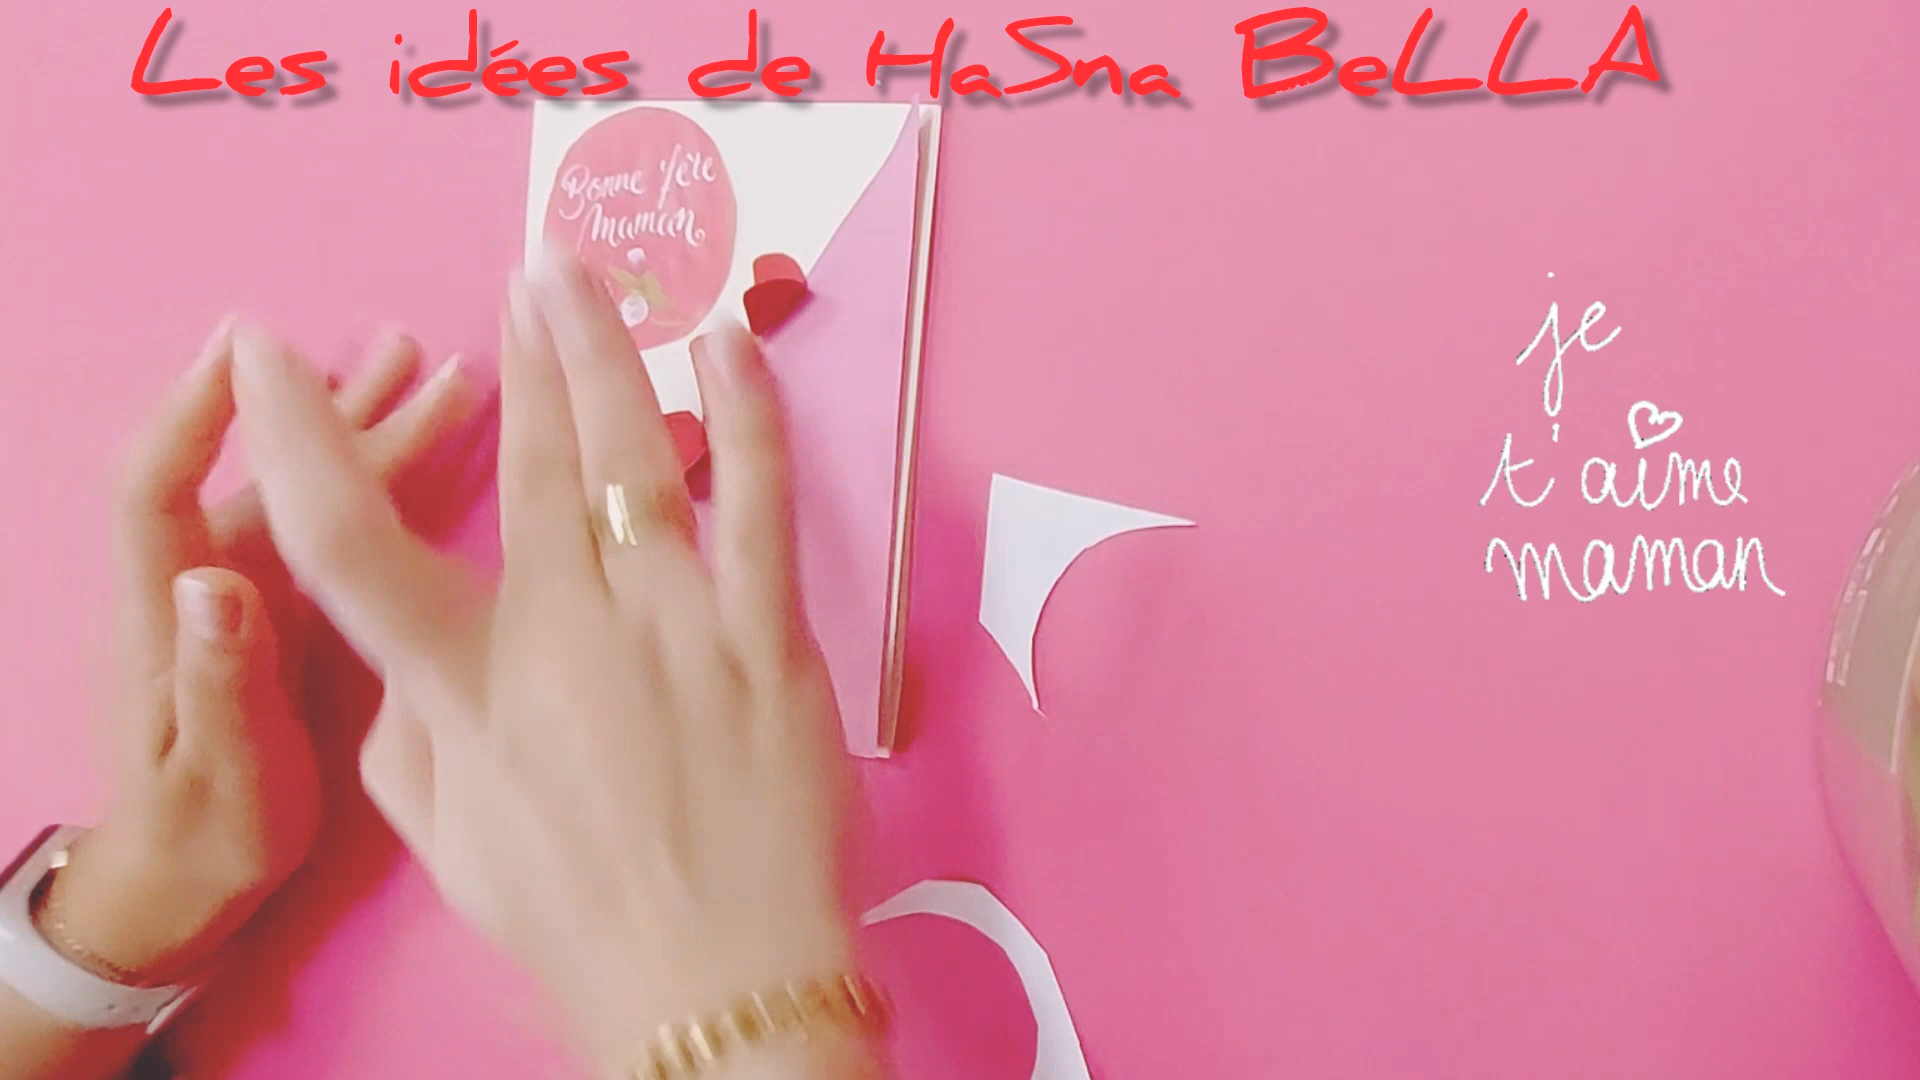 Les idées de HaSna BeLLA
Bonne fête
maman
je
t'aime
maman